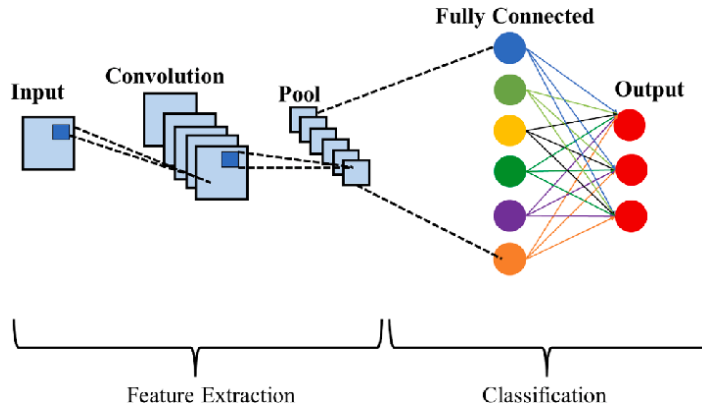 Fully Connected
Convolution
Input
Pool
Output
Feature Extraction
Classification